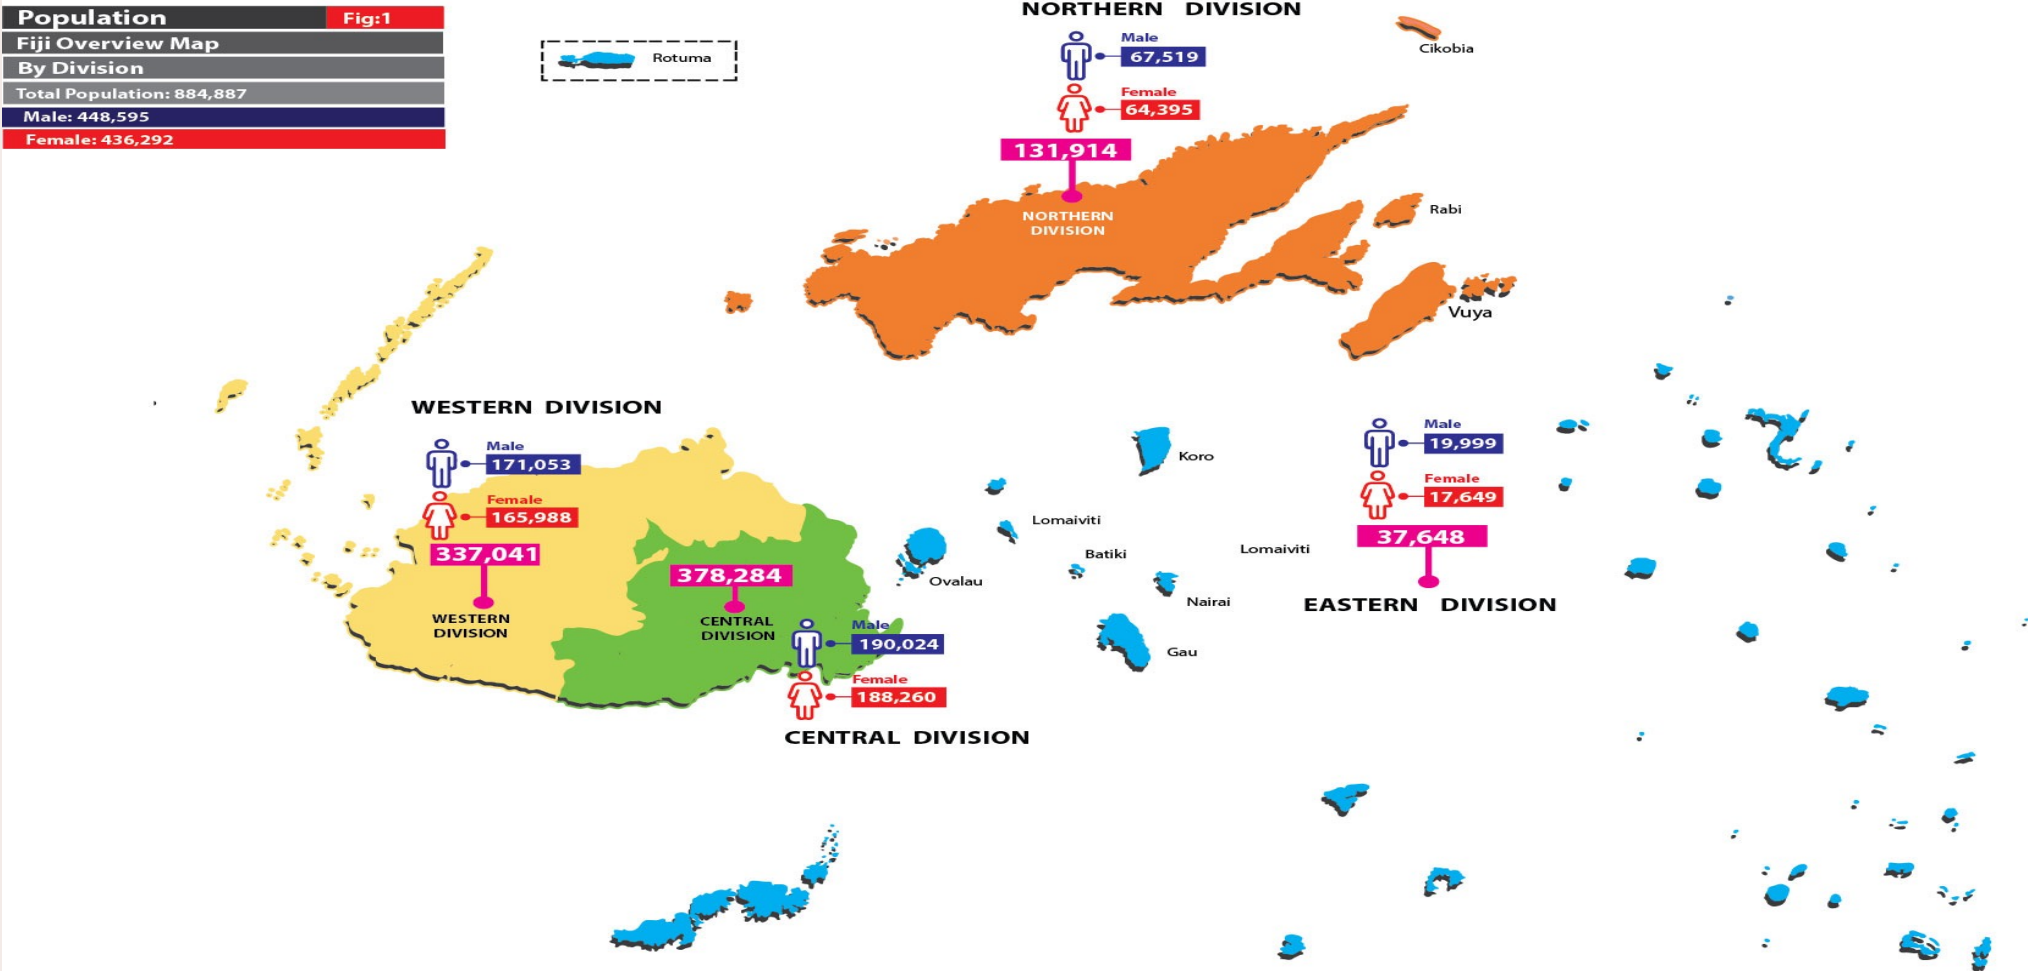 Population
Fig:1
Fiji Overview Map
By Division
Total Population: 884,887
Male: 448,595
Female: 436,292
Rotuma
NORTHERN DIVISION
Male
67,519
Female
64,395
131,914
NORTHERN
DIVISION
Cikobia
Rabi
Vuya
WESTERN DIVISION
Male
171,053
Female
165,988
337,041
WESTERN
DIVISION
378,284
CENTRAL
DIVISION
Male
190,024
Female
188,260
CENTRAL DIVISION
Koro
Lomaiviti
Batiki
Ovalau
Nairai
Gau
Lomaiviti
Male
19,999
Female
17,649
37,648
EASTERN DIVISION